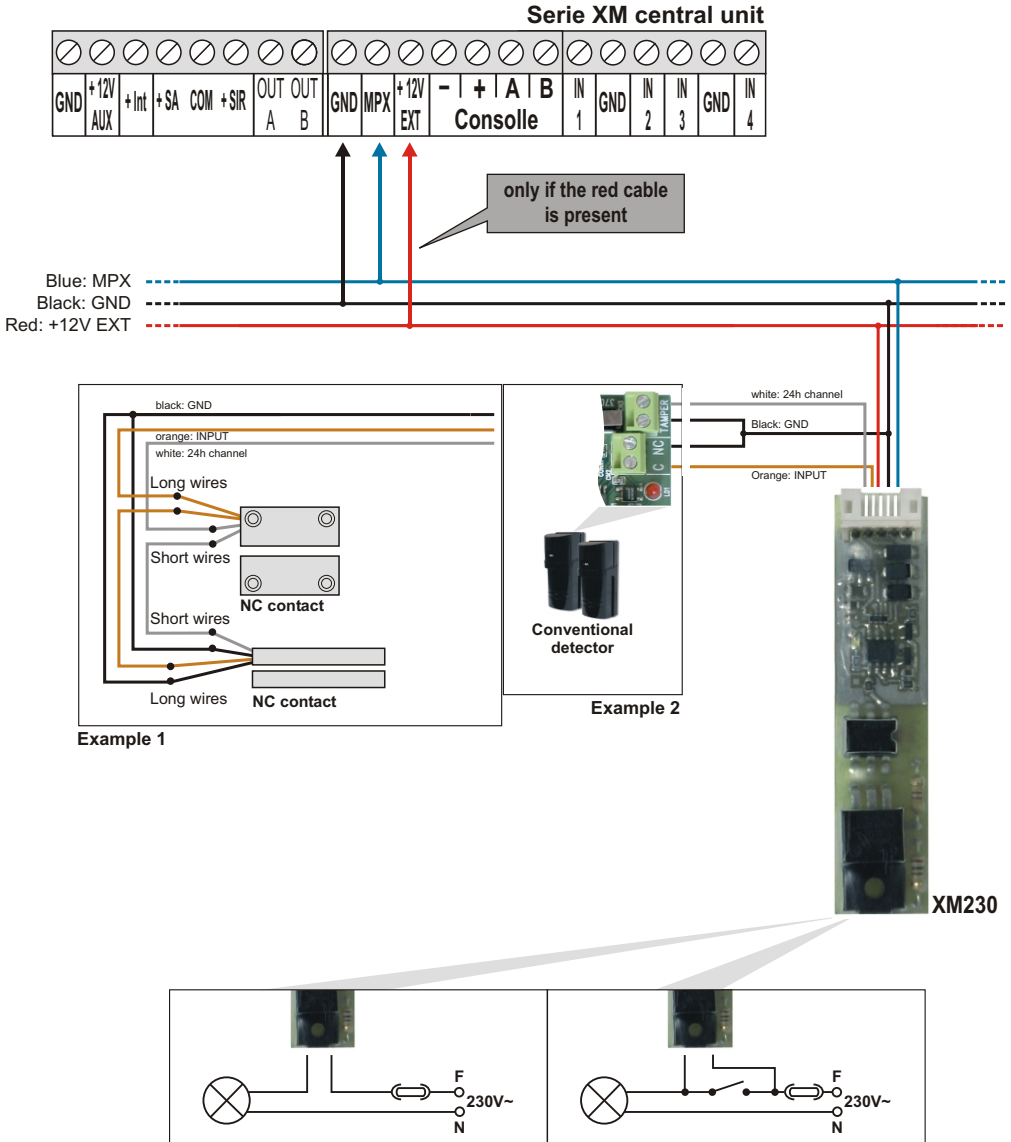 Serie XM central unit
GND
+ 12V
AUX
+ Int
+ SA
COM
+ SIR
OUT
A
OUT
B
GND
MPX
+ 12V
EXT
- + A B
Consolle
IN
1
GND
IN
2
IN
3
GND
IN
4
only if the red cable
is present
Blue: MPX
Black: GND
Red: +12V EXT
black: GND
orange: INPUT
white: 24h channel
Long wires
Short wires
NC contact
Short wires
Long wires
NC contact
Example 1
TAMPER
C NC
Conventional
detector
Example 2
white: 24h channel
Black: GND
Orange: INPUT
XM230
F
230V~
N
F
230V~
N